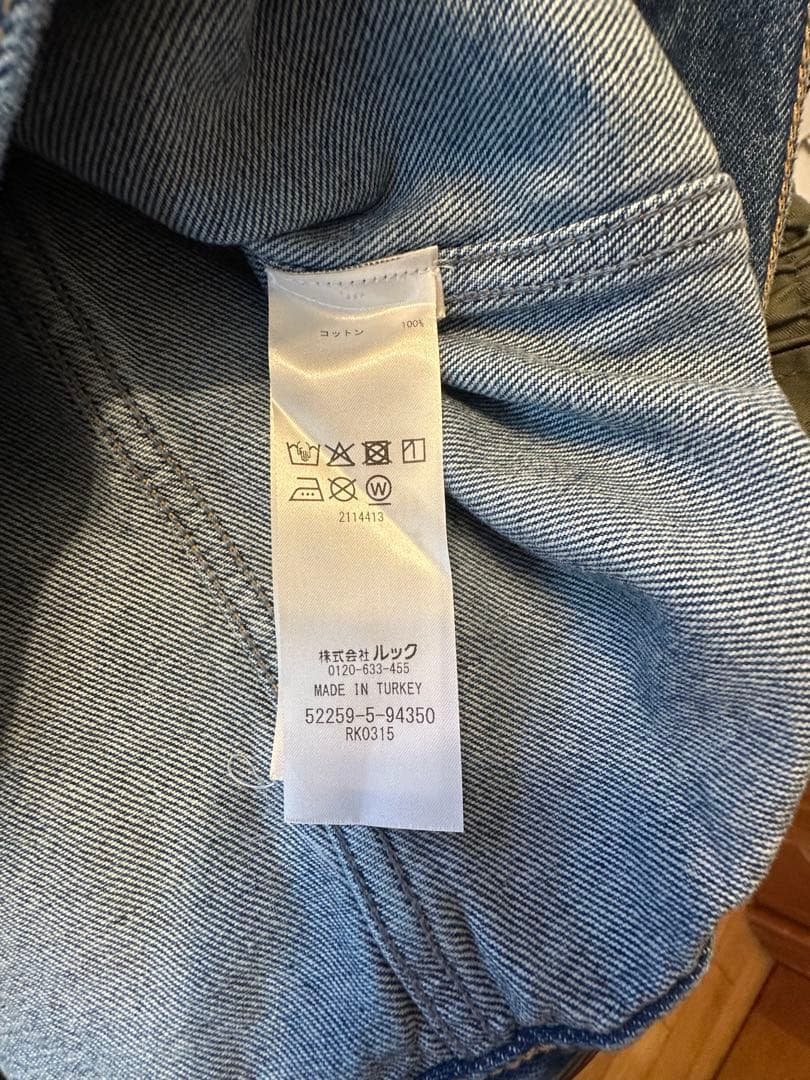 コットン 100%
W
2114413
株式会社ルック
0120-633-455
MADE IN TURKEY
52259-5-94350
RK0315